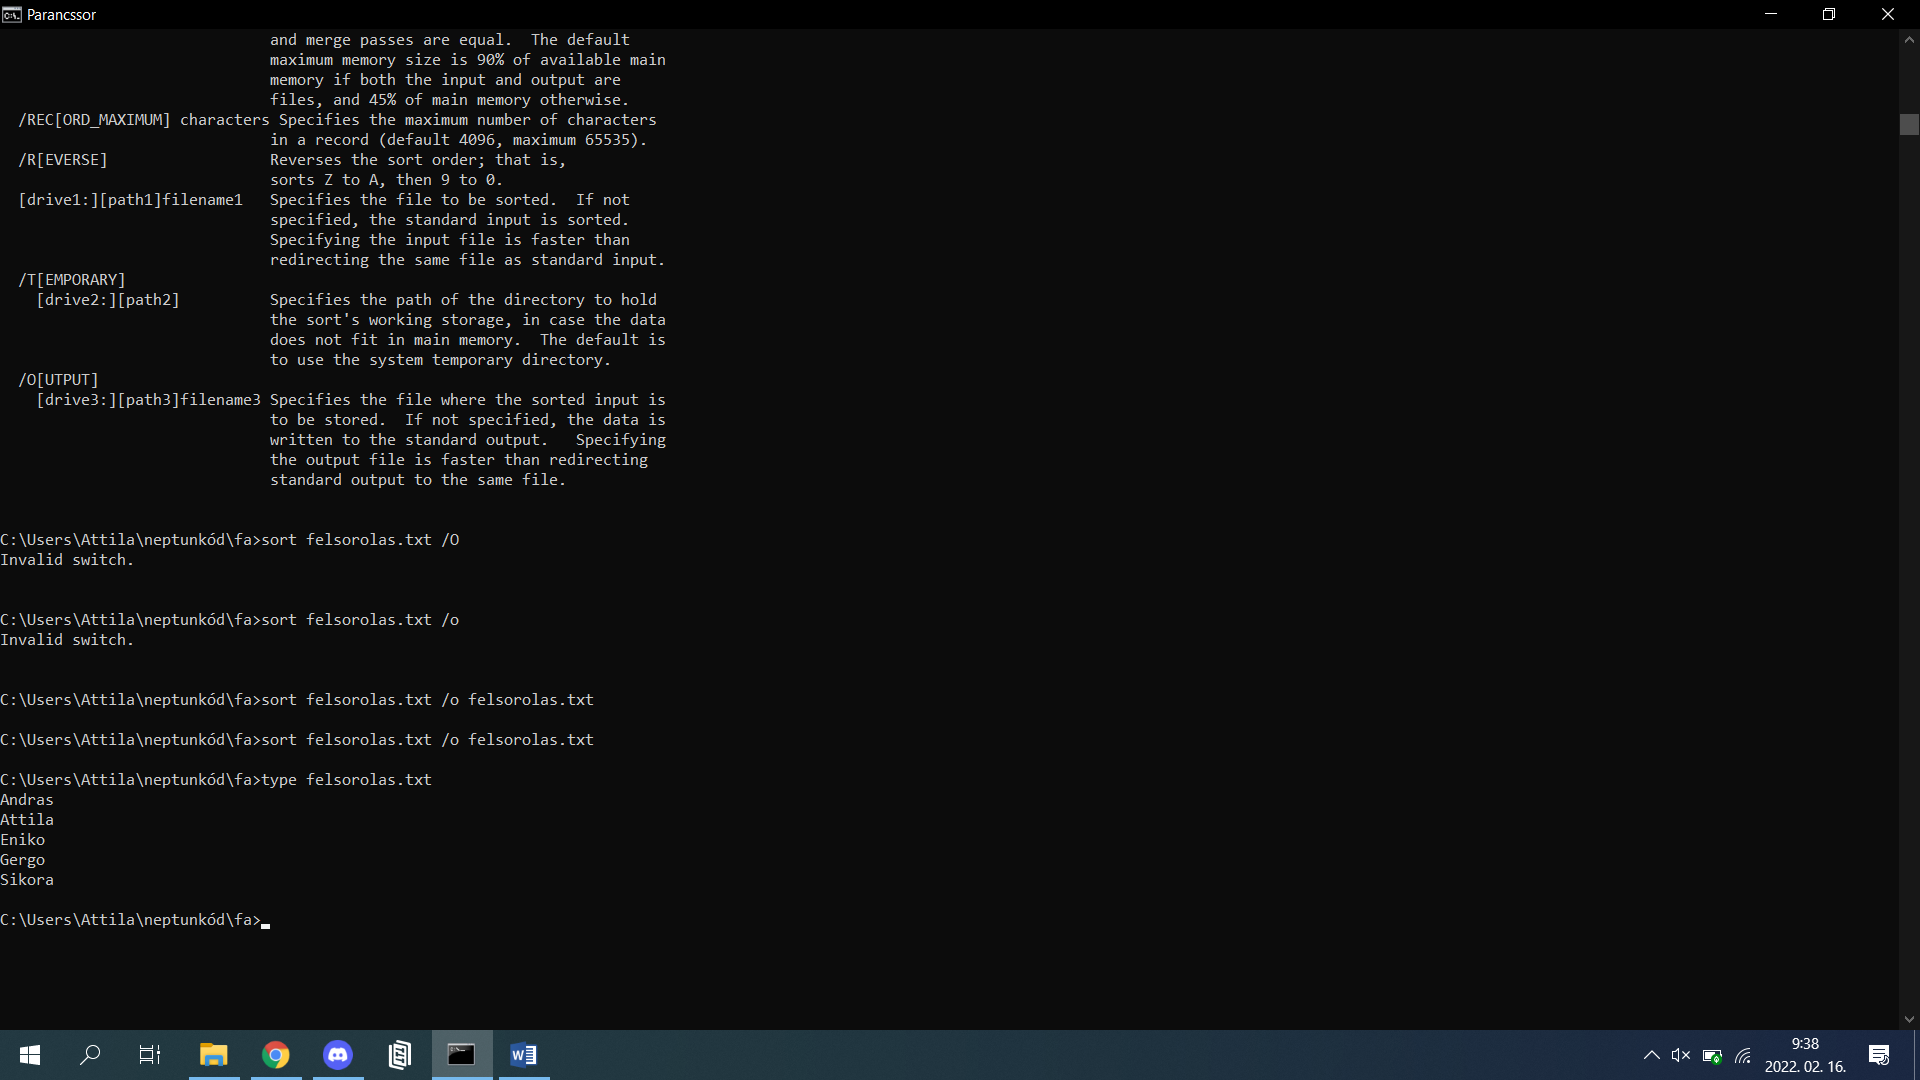 Parancssor
and merge passes are equal.  The default
maximum memory size is 90% of available main
memory if both the input and output are
files, and 45% of main memory otherwise.
/REC[ORD_MAXIMUM] characters Specifies the maximum number of characters
in a record (default 4096, maximum 65535).
/R[EVERSE]                  Reverses the sort order; that is,
sorts Z to A, then 9 to 0.
[drive1:][path1]filename1   Specifies the file to be sorted.  If not
specified, the standard input is sorted.
Specifying the input file is faster than
redirecting the same file as standard input.
/T[EMPORARY]
[drive2:][path2]          Specifies the path of the directory to hold
the sort's working storage, in case the data
does not fit in main memory.  The default is
to use the system temporary directory.
/O[UTPUT]
[drive3:][path3]filename3 Specifies the file where the sorted input is
to be stored.  If not specified, the data is
written to the standard output.   Specifying
the output file is faster than redirecting
standard output to the same file.
C:\Users\Attila\neptunkód\fa>sort felsorolas.txt /O
Invalid switch.
C:\Users\Attila\neptunkód\fa>sort felsorolas.txt /o
Invalid switch.
C:\Users\Attila\neptunkód\fa>sort felsorolas.txt /o felsorolas.txt
C:\Users\Attila\neptunkód\fa>sort felsorolas.txt /o felsorolas.txt
C:\Users\Attila\neptunkód\fa>type felsorolas.txt
Andras
Attila
Eniko
Gergo
Sikora
C:\Users\Attila\neptunkód\fa>
9:38
2022. 02. 16.